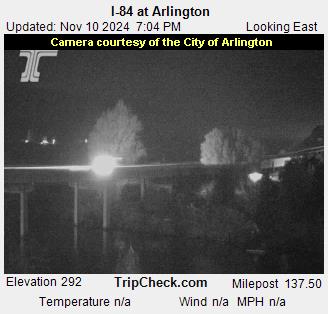 I-84 at Arlington
Updated: Nov 10 2024 7:04 PM Looking East
Camera courtesy of the City of Arlington
Elevation 292 TripCheck.com Milepost 137.50
Temperature n/a Wind n/a MPH n/a